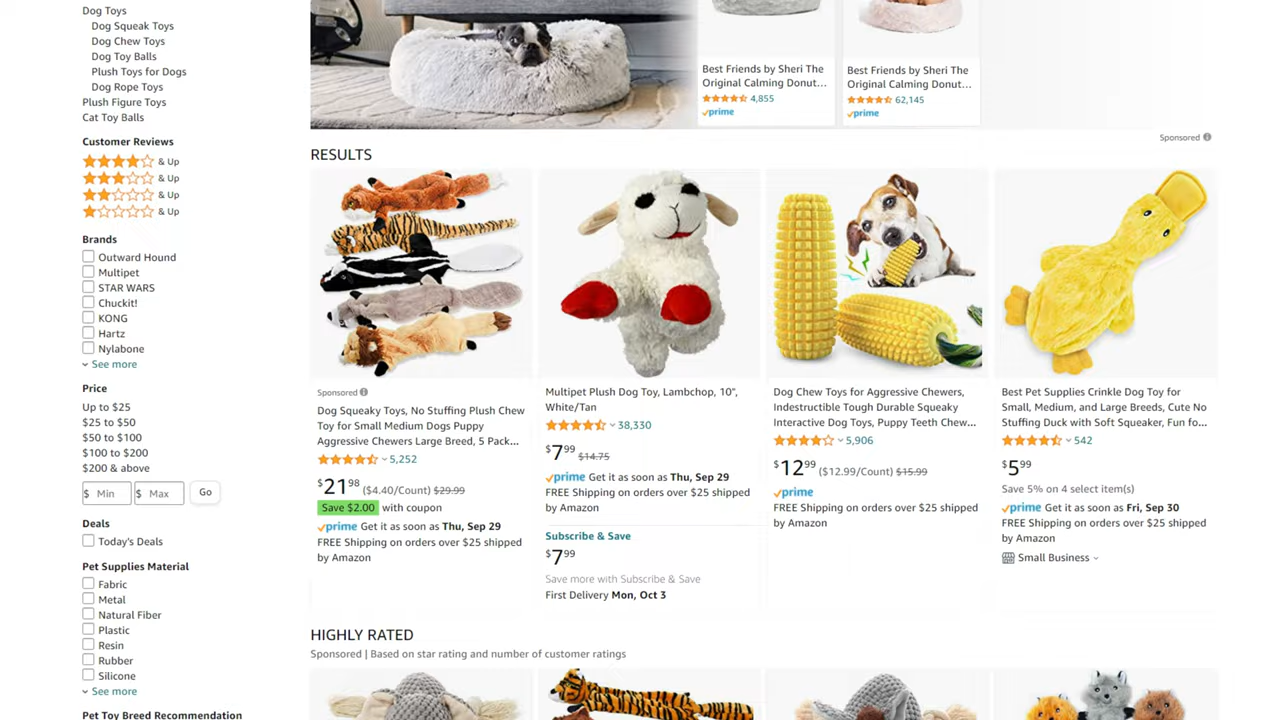 Dog Toys
Dog Squeak Toys
Dog Chew Toys
Dog Toy Balls
Plush Toys for Dogs
Dog Rope Toys
Plush Figure Toys
Cat Toy Balls
Customer Reviews
& Up
& Up
& Up
& Up
Brands
Outward Hound
Multipet
STAR WARS
Chuckit!
KONG
Hartz
Nylabone
See more
Price
Up to $25
$25 to $50
$50 to $100
$100 to $200
$200 & above
$ Min $ Max Go
Deals
Today's Deals
Pet Supplies Material
Fabric
Metal
Natural Fiber
Plastic
Resin
Rubber
Silicone
See more
Pet Toy Breed Recommendation
Best Friends by Sheri The
Original Calming Donut…
4,855
prime
Best Friends by Sheri The
Original Calming Donut…
62,145
prime
Sponsored
RESULTS
Sponsored
Dog Squeaky Toys, No Stuffing Plush Chew
Toy for Small Medium Dogs Puppy
Aggressive Chewers Large Breed, 5 Pack…
5,252
$21 98 ($4.40/Count) $29.99
Save $2.00 with coupon
prime Get it as soon as Thu, Sep 29
FREE Shipping on orders over $25 shipped
by Amazon
Multipet Plush Dog Toy, Lambchop, 10",
White/Tan
38,330
$7 99 $14.75
prime Get it as soon as Thu, Sep 29
FREE Shipping on orders over $25 shipped
by Amazon
Subscribe & Save
$7 99
Save more with Subscribe & Save
First Delivery Mon, Oct 3
Dog Chew Toys for Aggressive Chewers,
Indestructible Tough Durable Squeaky
Interactive Dog Toys, Puppy Teeth Chew…
5,906
$12 99 ($12.99/Count) $15.99
prime
FREE Shipping on orders over $25 shipped
by Amazon
Best Pet Supplies Crinkle Dog Toy for
Small, Medium, and Large Breeds, Cute No
Stuffing Duck with Soft Squeaker, Fun fo…
542
$5 99
Save 5% on 4 select item(s)
prime Get it as soon as Fri, Sep 30
FREE Shipping on orders over $25 shipped
by Amazon
Small Business
HIGHLY RATED
Sponsored | Based on star rating and number of customer ratings